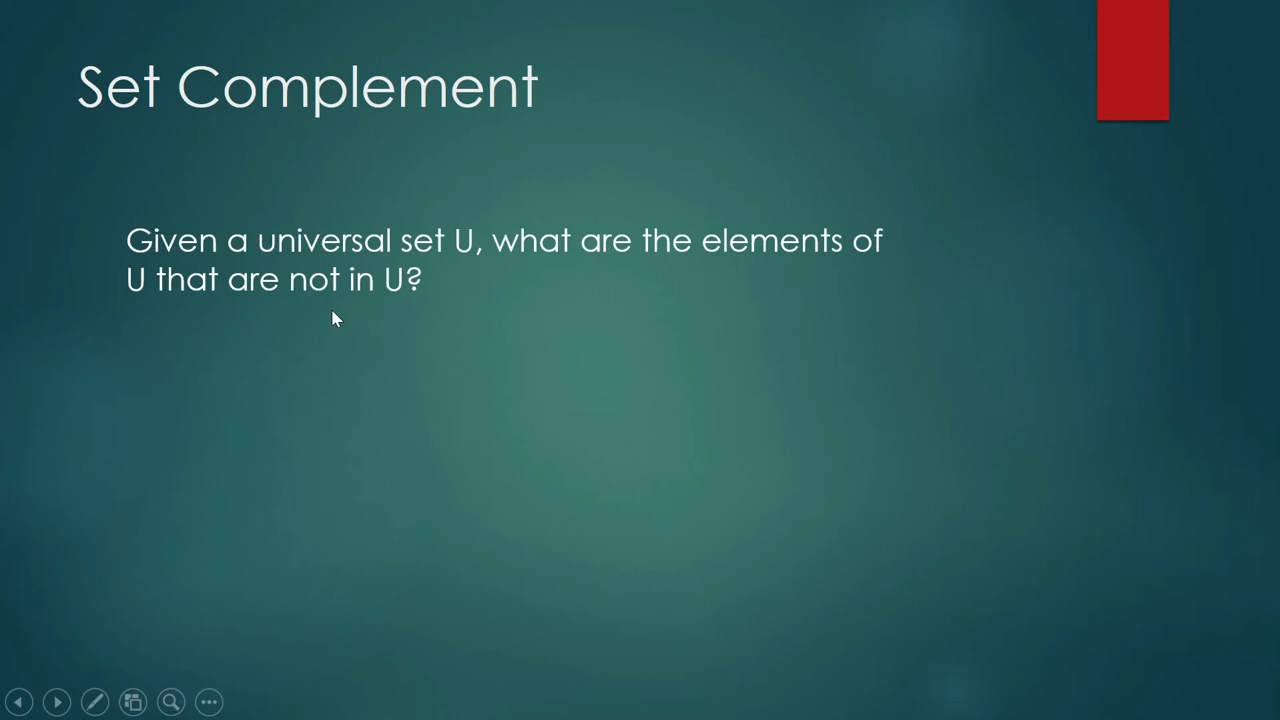 Set Complement
Given a universal set U, what are the elements of
U that are not in U?